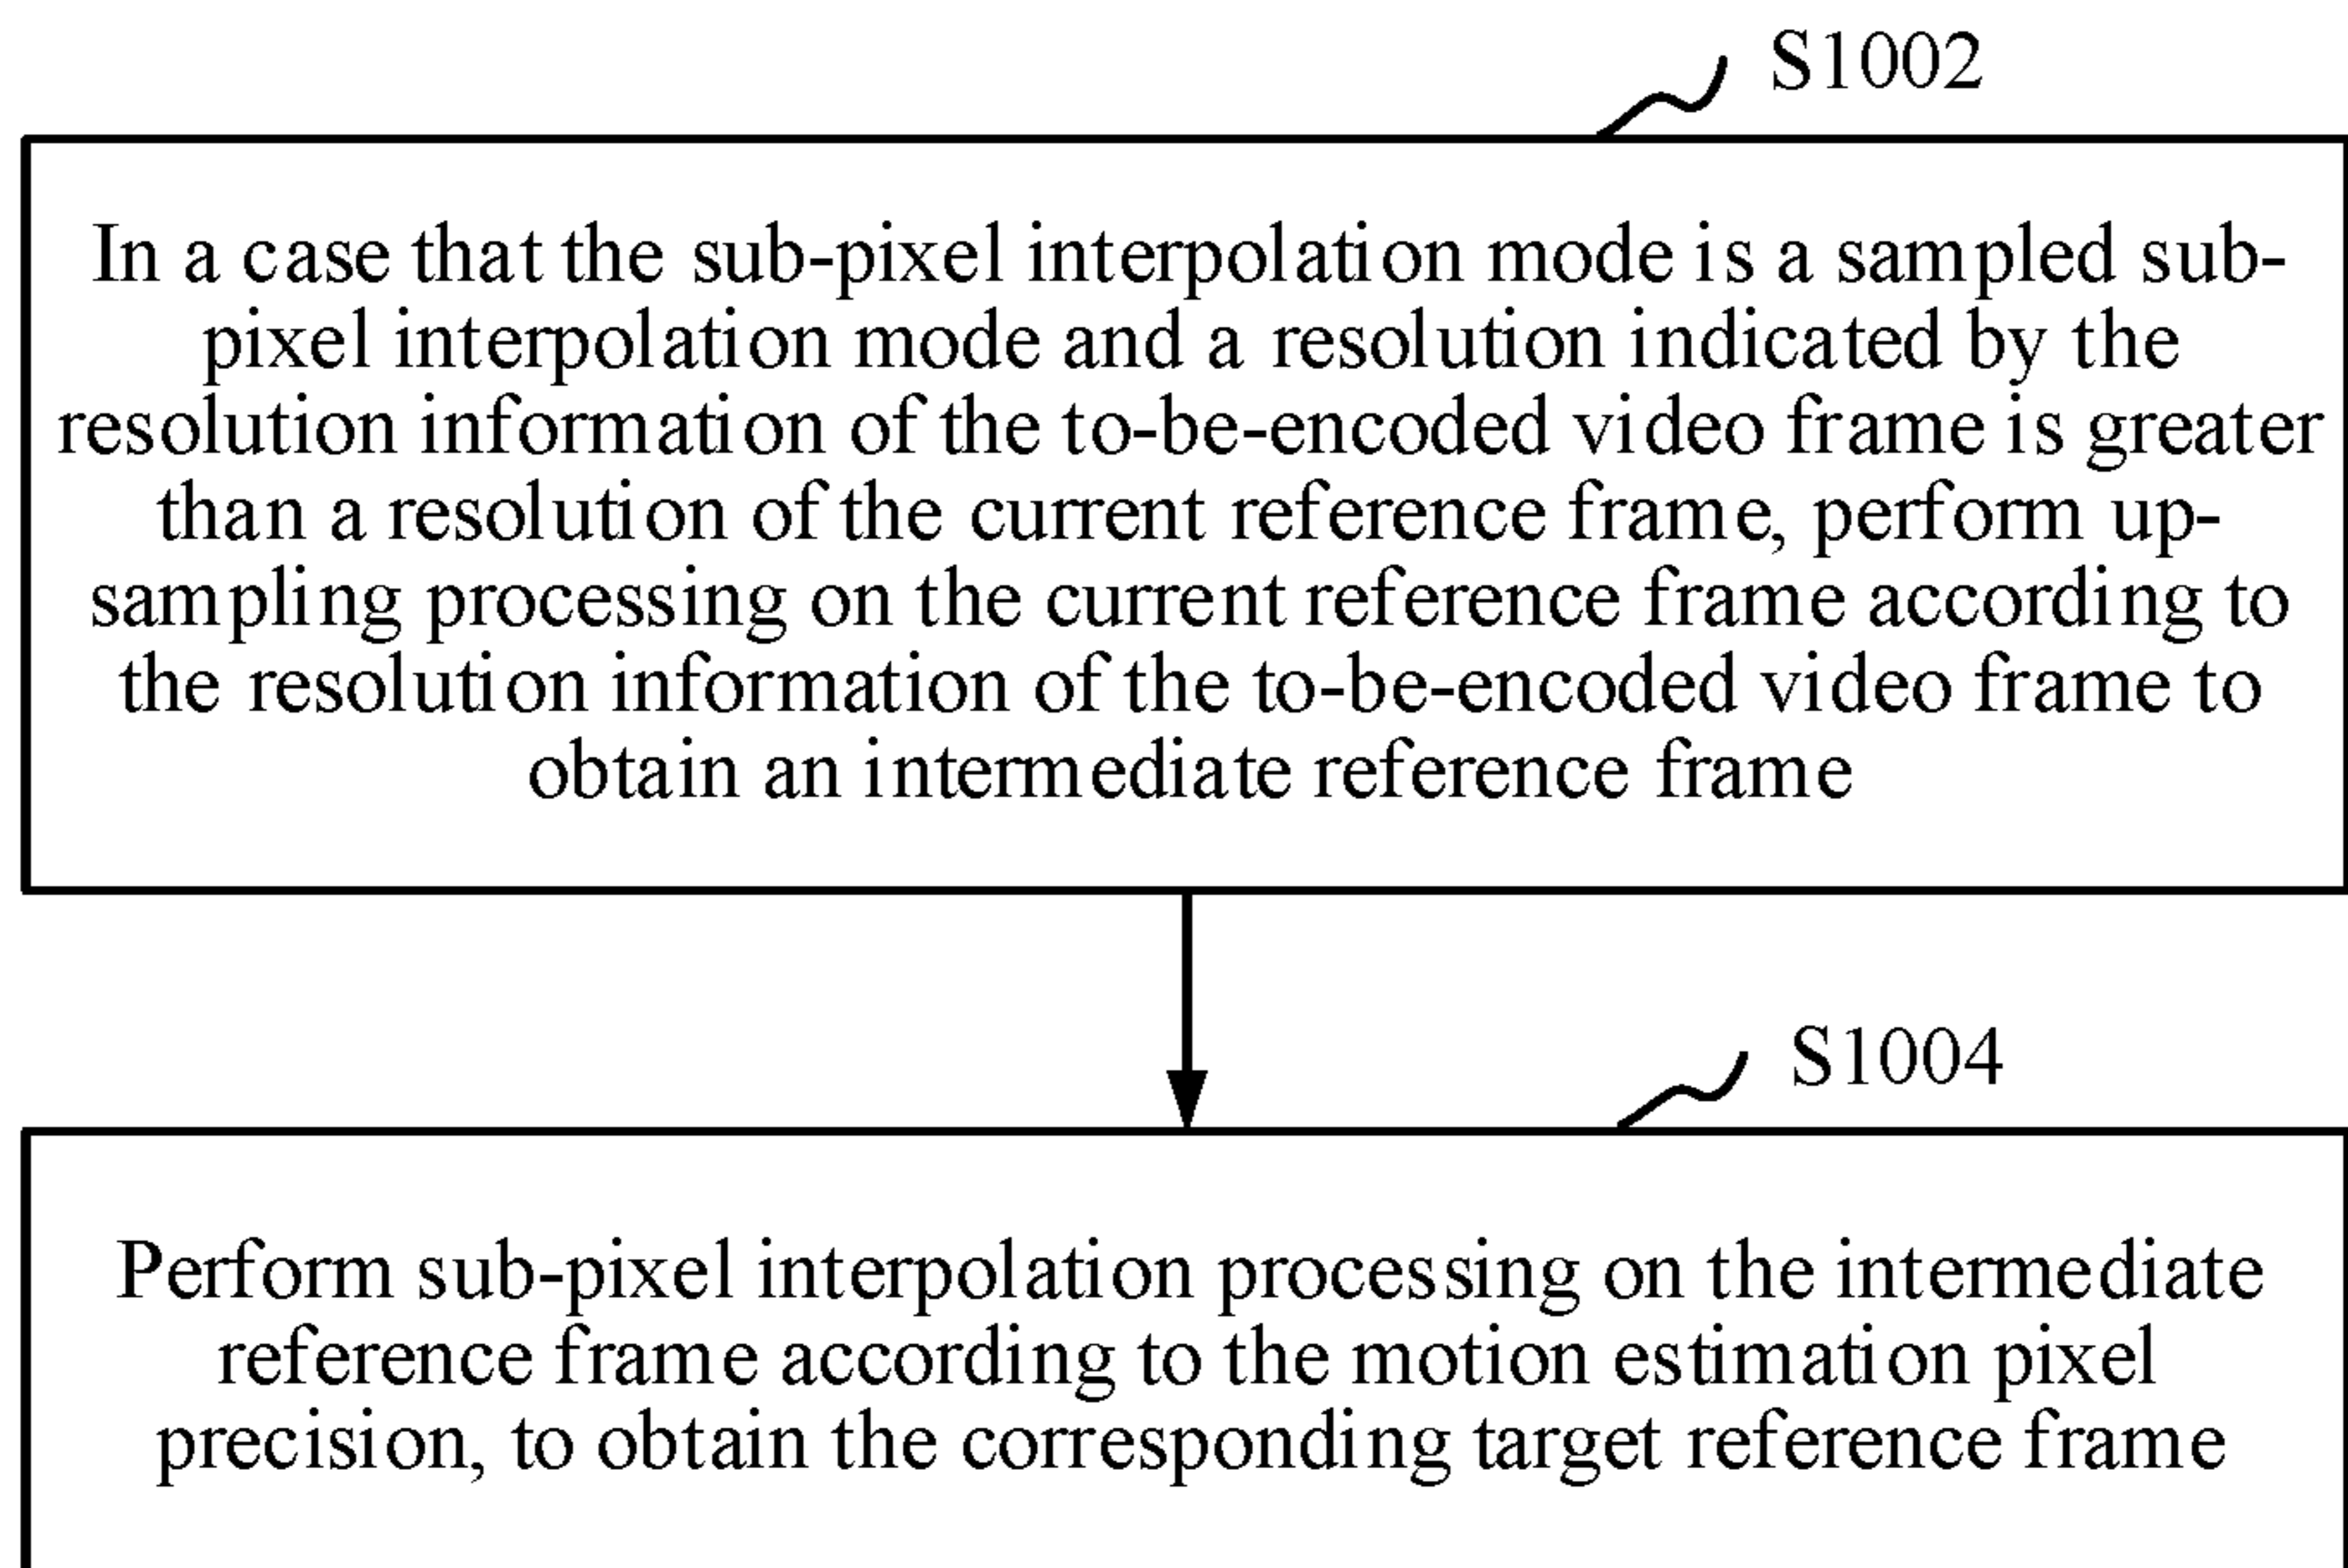 S1002
In a case that the sub-pixel interpolation mode is a sampled sub-
pixel interpolation mode and a resolution indicated by the
resolution information of the to-be-encoded video frame is greater
than a resolution of the current reference frame, perform up-
sampling processing on the current reference frame according to
the resolution information of the to-be-encoded video frame to
obtain an intermediate reference frame
S1004
Perform sub-pixel interpolation processing on the intermediate
reference frame according to the motion estimation pixel
precision, to obtain the corresponding target reference frame